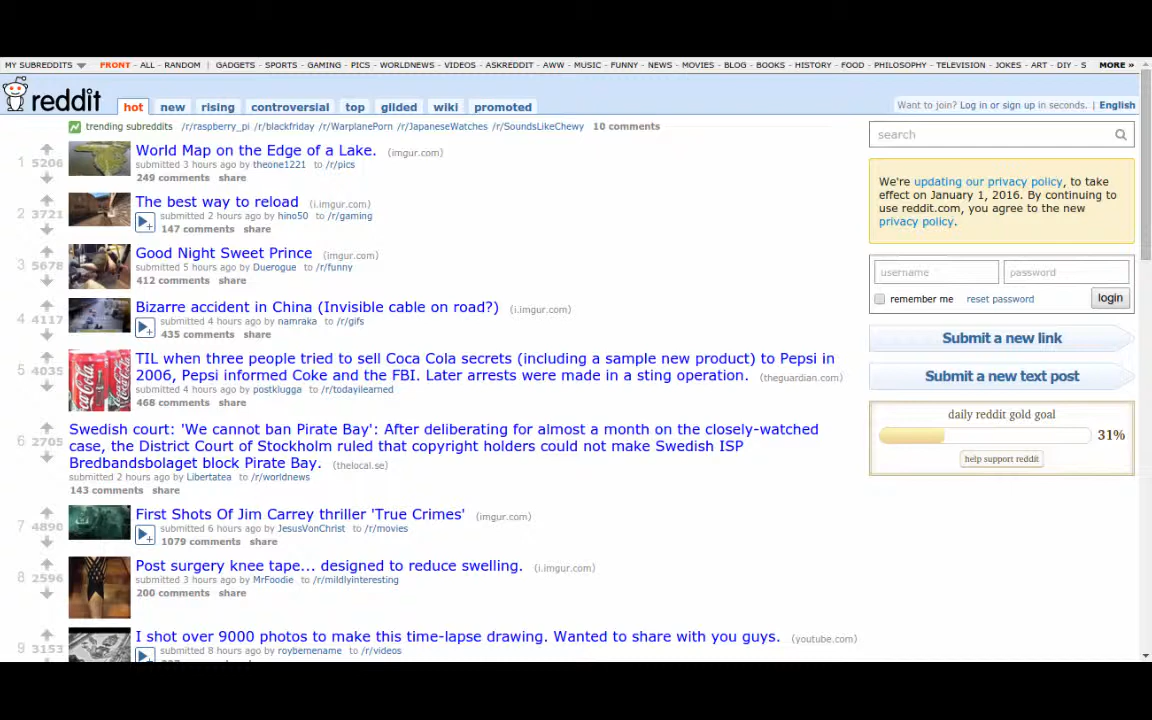 MY SUBREDDITS FRONT - ALL - RANDOM | GADGETS - SPORTS - GAMING - PICS - WORLDNEWS - VIDEOS - ASKREDDIT - AWW - MUSIC - FUNNY - NEWS - MOVIES - BLOG - BOOKS - HISTORY - FOOD - PHILOSOPHY - TELEVISION - JOKES - ART - DIY - S MORE »
reddit hot new rising controversial top gilded wiki promoted
Want to join? Log in or sign up in seconds. | English
trending subreddits /r/raspberry_pi /r/blackfriday /r/WarplanePorn /r/JapaneseWatches /r/SoundsLikeChewy 10 comments
1 5206 World Map on the Edge of a Lake. (imgur.com)
submitted 3 hours ago by theone1221 to /r/pics
249 comments share
2 3721 The best way to reload (i.imgur.com)
submitted 2 hours ago by hino50 to /r/gaming
147 comments share
3 5678 Good Night Sweet Prince (imgur.com)
submitted 5 hours ago by Duerogue to /r/funny
412 comments share
4 4117 Bizarre accident in China (Invisible cable on road?) (i.imgur.com)
submitted 4 hours ago by namraka to /r/gifs
435 comments share
5 4035 TIL when three people tried to sell Coca Cola secrets (including a sample new product) to Pepsi in
2006, Pepsi informed Coke and the FBI. Later arrests were made in a sting operation. (theguardian.com)
submitted 4 hours ago by postklugga to /r/todayilearned
468 comments share
6 2705 Swedish court: 'We cannot ban Pirate Bay': After deliberating for almost a month on the closely-watched
case, the District Court of Stockholm ruled that copyright holders could not make Swedish ISP
Bredbandsbolaget block Pirate Bay. (thelocal.se)
submitted 2 hours ago by Libertatea to /r/worldnews
143 comments share
7 4890 First Shots Of Jim Carrey thriller 'True Crimes' (imgur.com)
submitted 6 hours ago by JesusVonChrist to /r/movies
1079 comments share
8 2596 Post surgery knee tape... designed to reduce swelling. (i.imgur.com)
submitted 3 hours ago by MrFoodie to /r/mildlyinteresting
200 comments share
9 3153 I shot over 9000 photos to make this time-lapse drawing. Wanted to share with you guys. (youtube.com)
submitted 8 hours ago by roybemename to /r/videos
search
We're updating our privacy policy, to take
effect on January 1, 2016. By continuing to
use reddit.com, you agree to the new
privacy policy.
username password
remember me reset password login
Submit a new link
Submit a new text post
daily reddit gold goal
31%
help support reddit